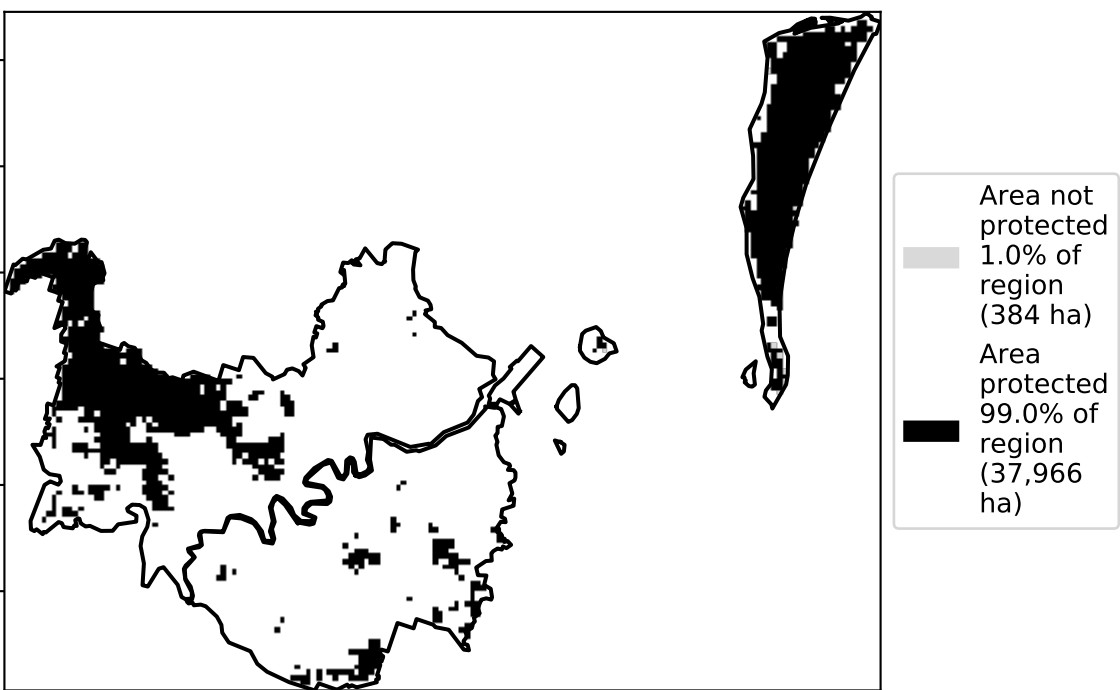 Area not
protected
1.0% of
region
(384 ha)
Area
protected
99.0% of
region
(37,966
ha)